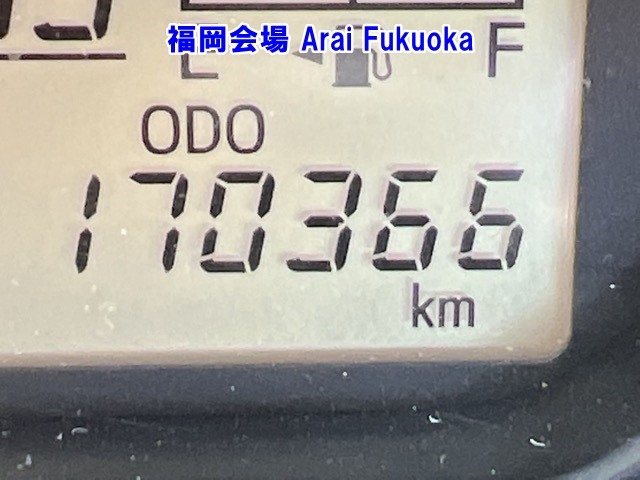 福岡会場 Arai Fukuoka
E F
ODO
170366
km